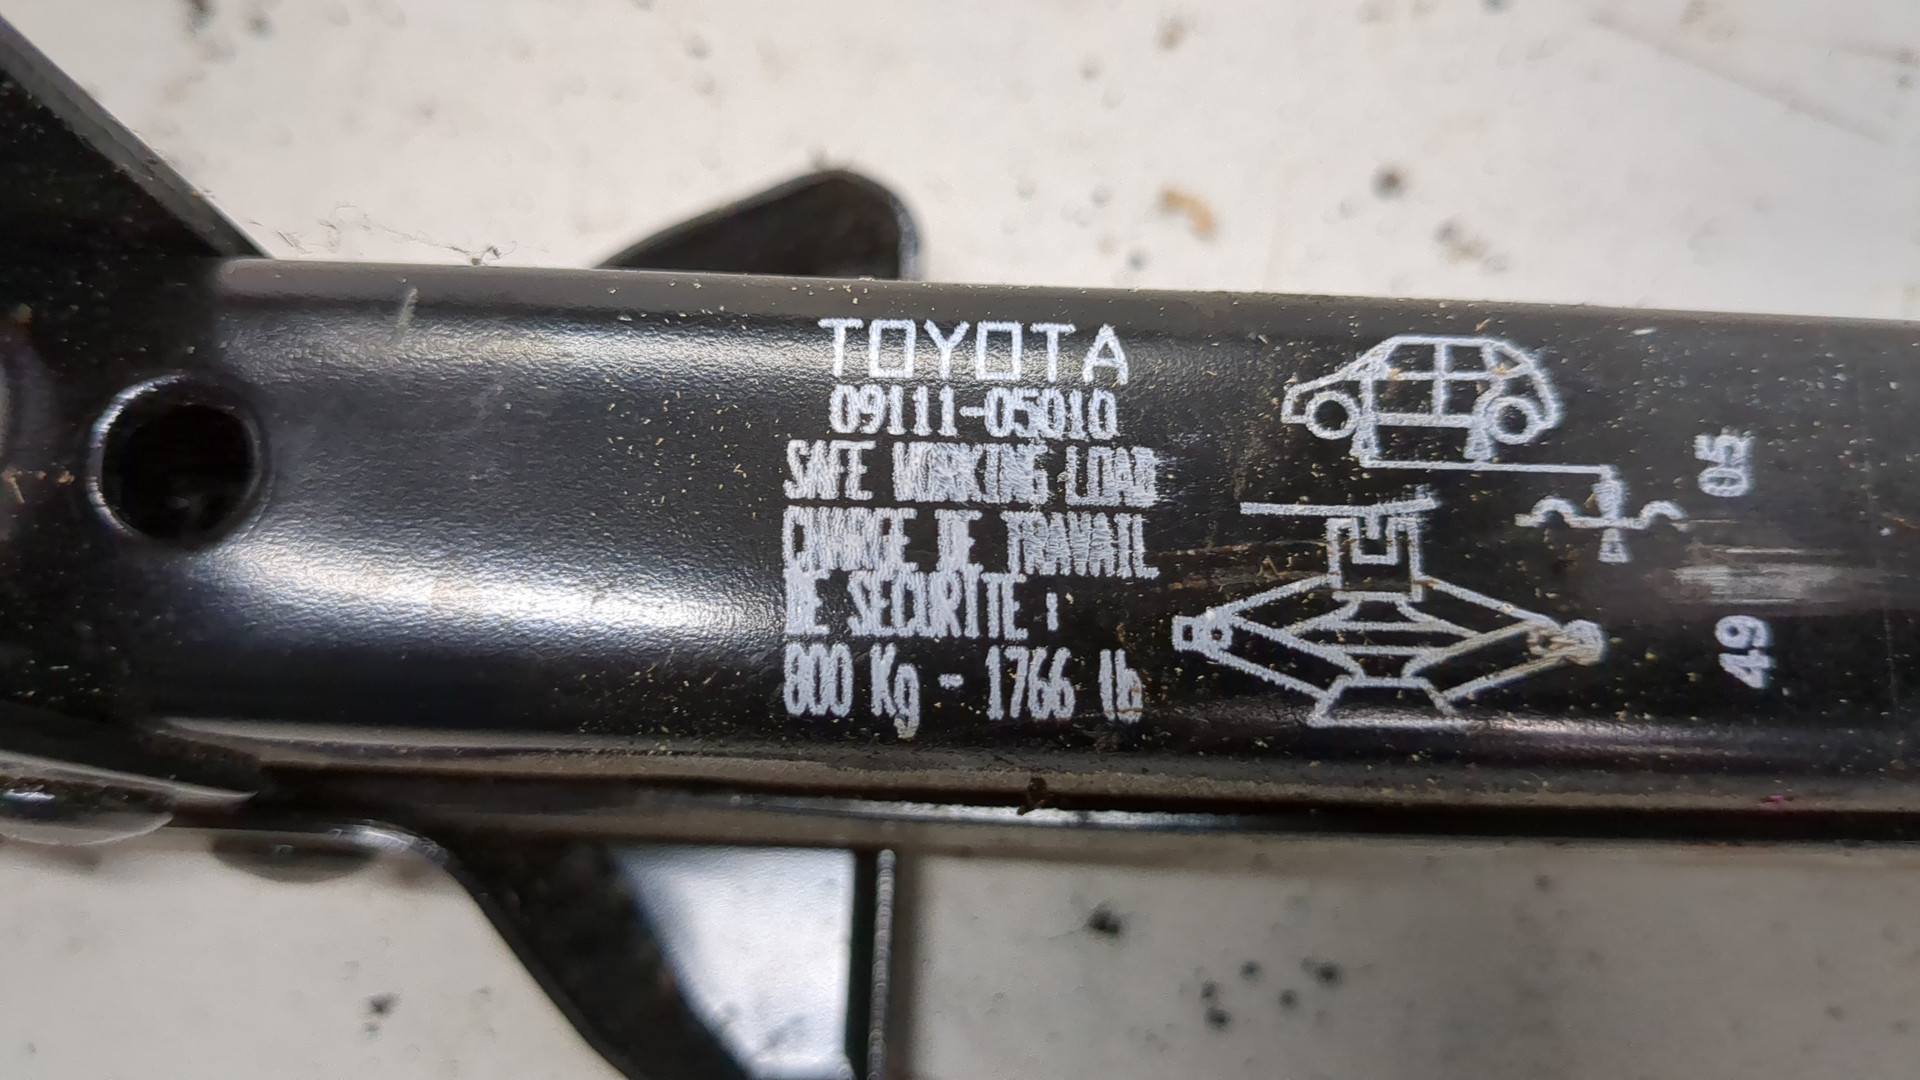 TOYOTA
09111-05010
SAFE WORKING LOAD
CHARGE DE TRAVAIL
DE SECURITE :
800 Kg - 1766 lb
05
49